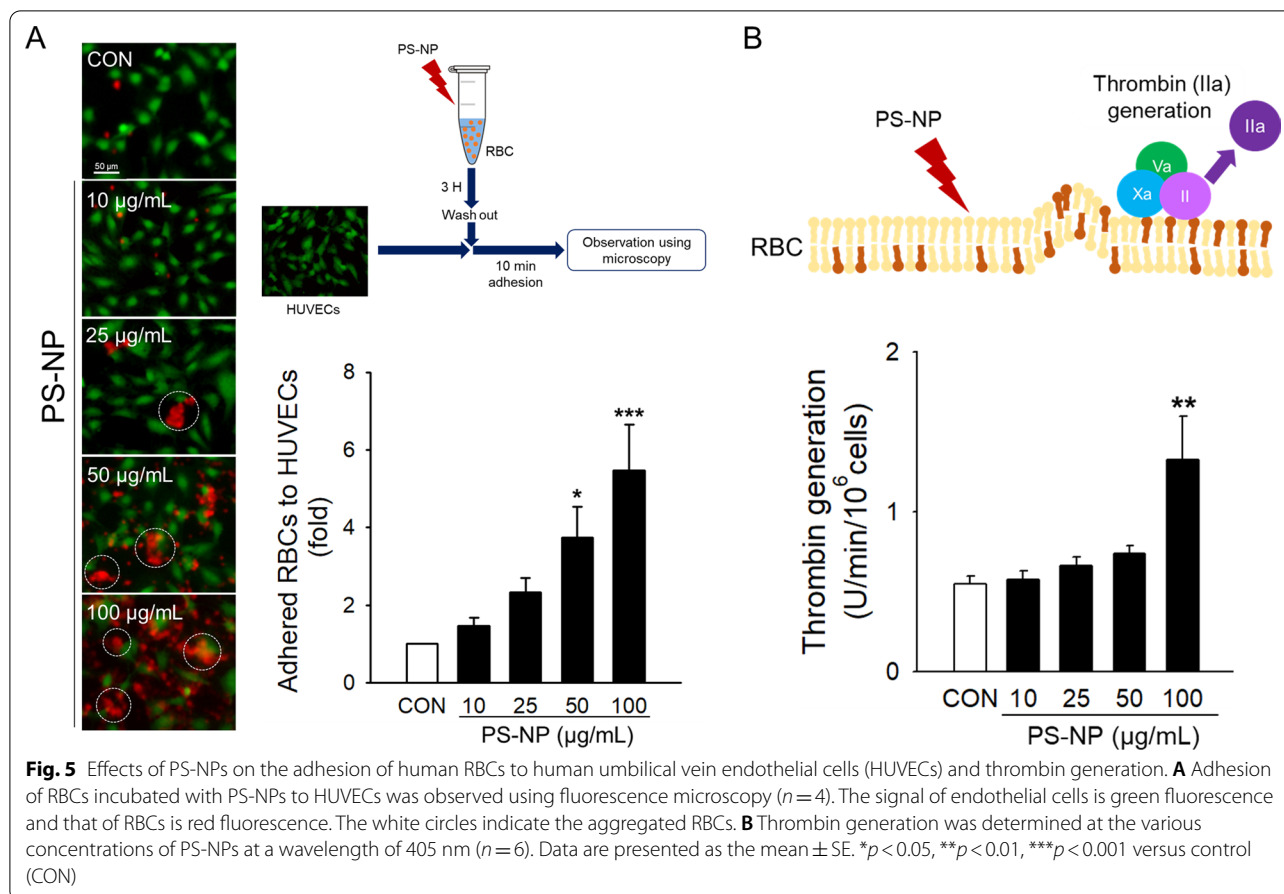 A
CON
50 µm
10 µg/mL
25 µg/mL
50 µg/mL
100 µg/mL
PS-NP
PS-NP
RBC
3 H
Wash out
10 min
adhesion
Observation using
microscopy
HUVECs
Adhered RBCs to HUVECs
(fold)
8
6
4
2
0
*
***
CON
10
25
50
100
PS-NP (µg/mL)
B
PS-NP
Thrombin (IIa)
generation
IIa
Va
Xa
II
RBC
Thrombin generation
(U/min/10⁶ cells)
2
1
0
**
CON
10
25
50
100
PS-NP (µg/mL)
Fig. 5 Effects of PS-NPs on the adhesion of human RBCs to human umbilical vein endothelial cells (HUVECs) and thrombin generation. A Adhesion
of RBCs incubated with PS-NPs to HUVECs was observed using fluorescence microscopy (n = 4). The signal of endothelial cells is green fluorescence
and that of RBCs is red fluorescence. The white circles indicate the aggregated RBCs. B Thrombin generation was determined at the various
concentrations of PS-NPs at a wavelength of 405 nm (n = 6). Data are presented as the mean ± SE. *p < 0.05, **p < 0.01, ***p < 0.001 versus control
(CON)